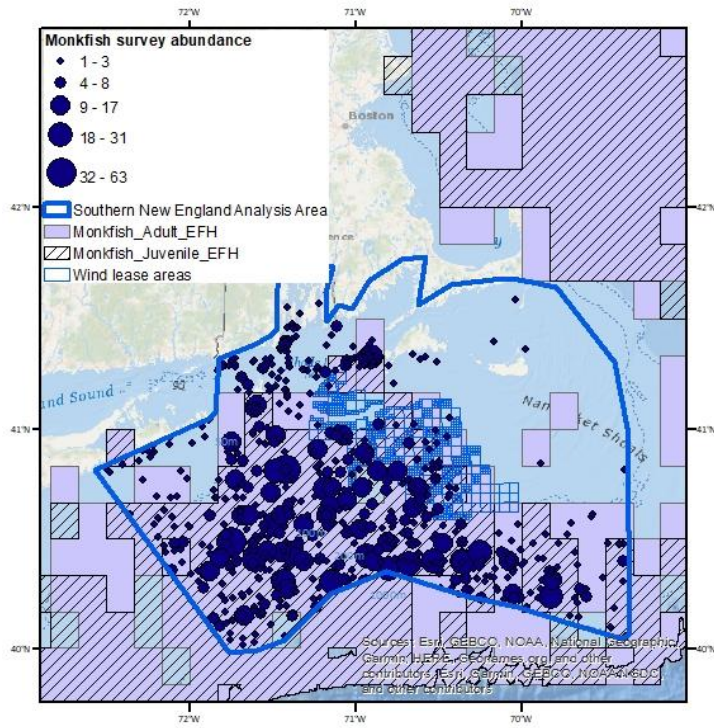 72°W 71°W 70°W
Monkfish survey abundance
1 - 3
4 - 8
9 - 17
18 - 31
32 - 63
Southern New England Analysis Area
Monkfish_Adult_EFH
Monkfish_Juvenile_EFH
Wind lease areas
Boston
42°N 42°N
ence
nd Sound
41°N 41°N
40°N 40°N
Sources: Esri, GEBCO, NOAA, National Geographic,
Garmin, HERE, Geonames.org, and other
contributors, Esri, Garmin, GEBCO, NOAA NGDC,
and other contributors
72°W 71°W 70°W